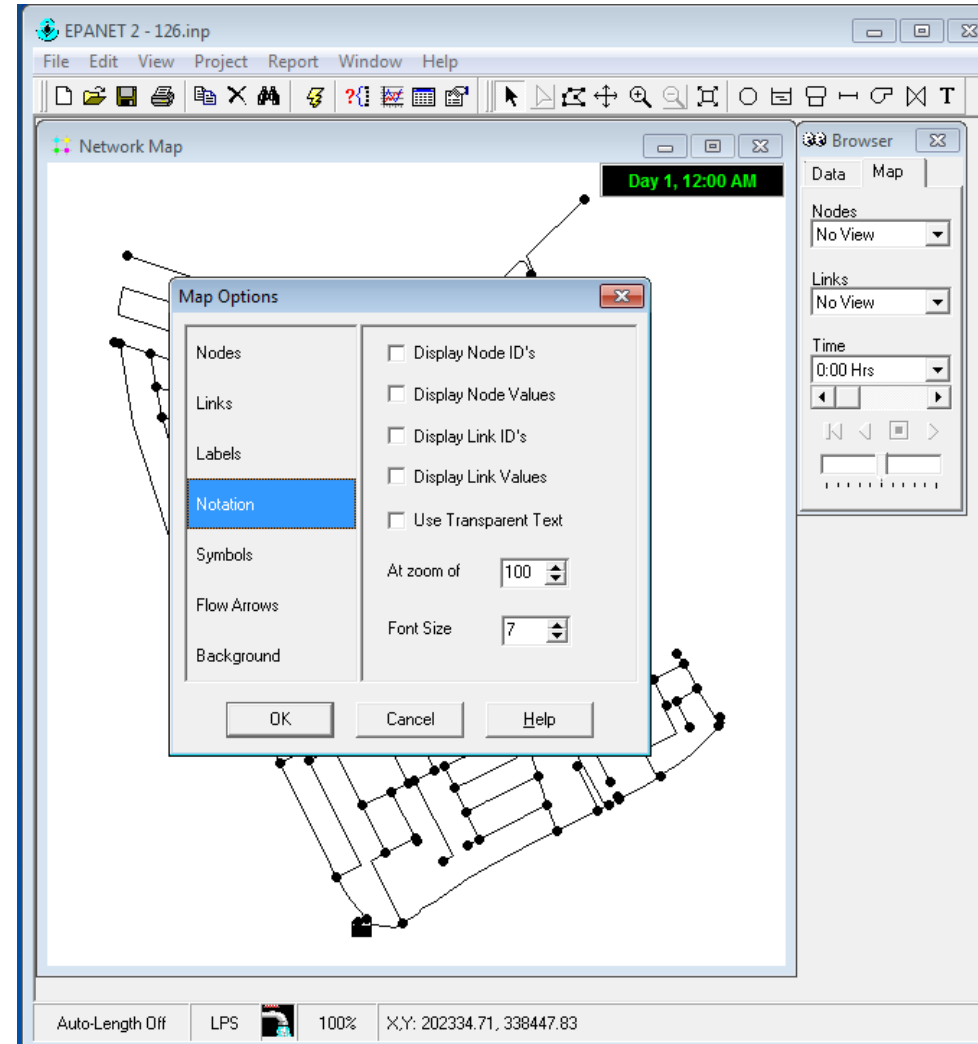 EPANET 2 - 126.inp
File Edit View Project Report Window Help
?{} T
Network Map
Day 1, 12:00 AM
Browser
Data Map
Nodes
No View
Links
No View
Time
0:00 Hrs
Map Options
Nodes
Links
Labels
Notation
Symbols
Flow Arrows
Background
Display Node ID's
Display Node Values
Display Link ID's
Display Link Values
Use Transparent Text
At zoom of 100
Font Size 7
OK Cancel Help
Auto-Length Off LPS 100% X,Y: 202334.71, 338447.83